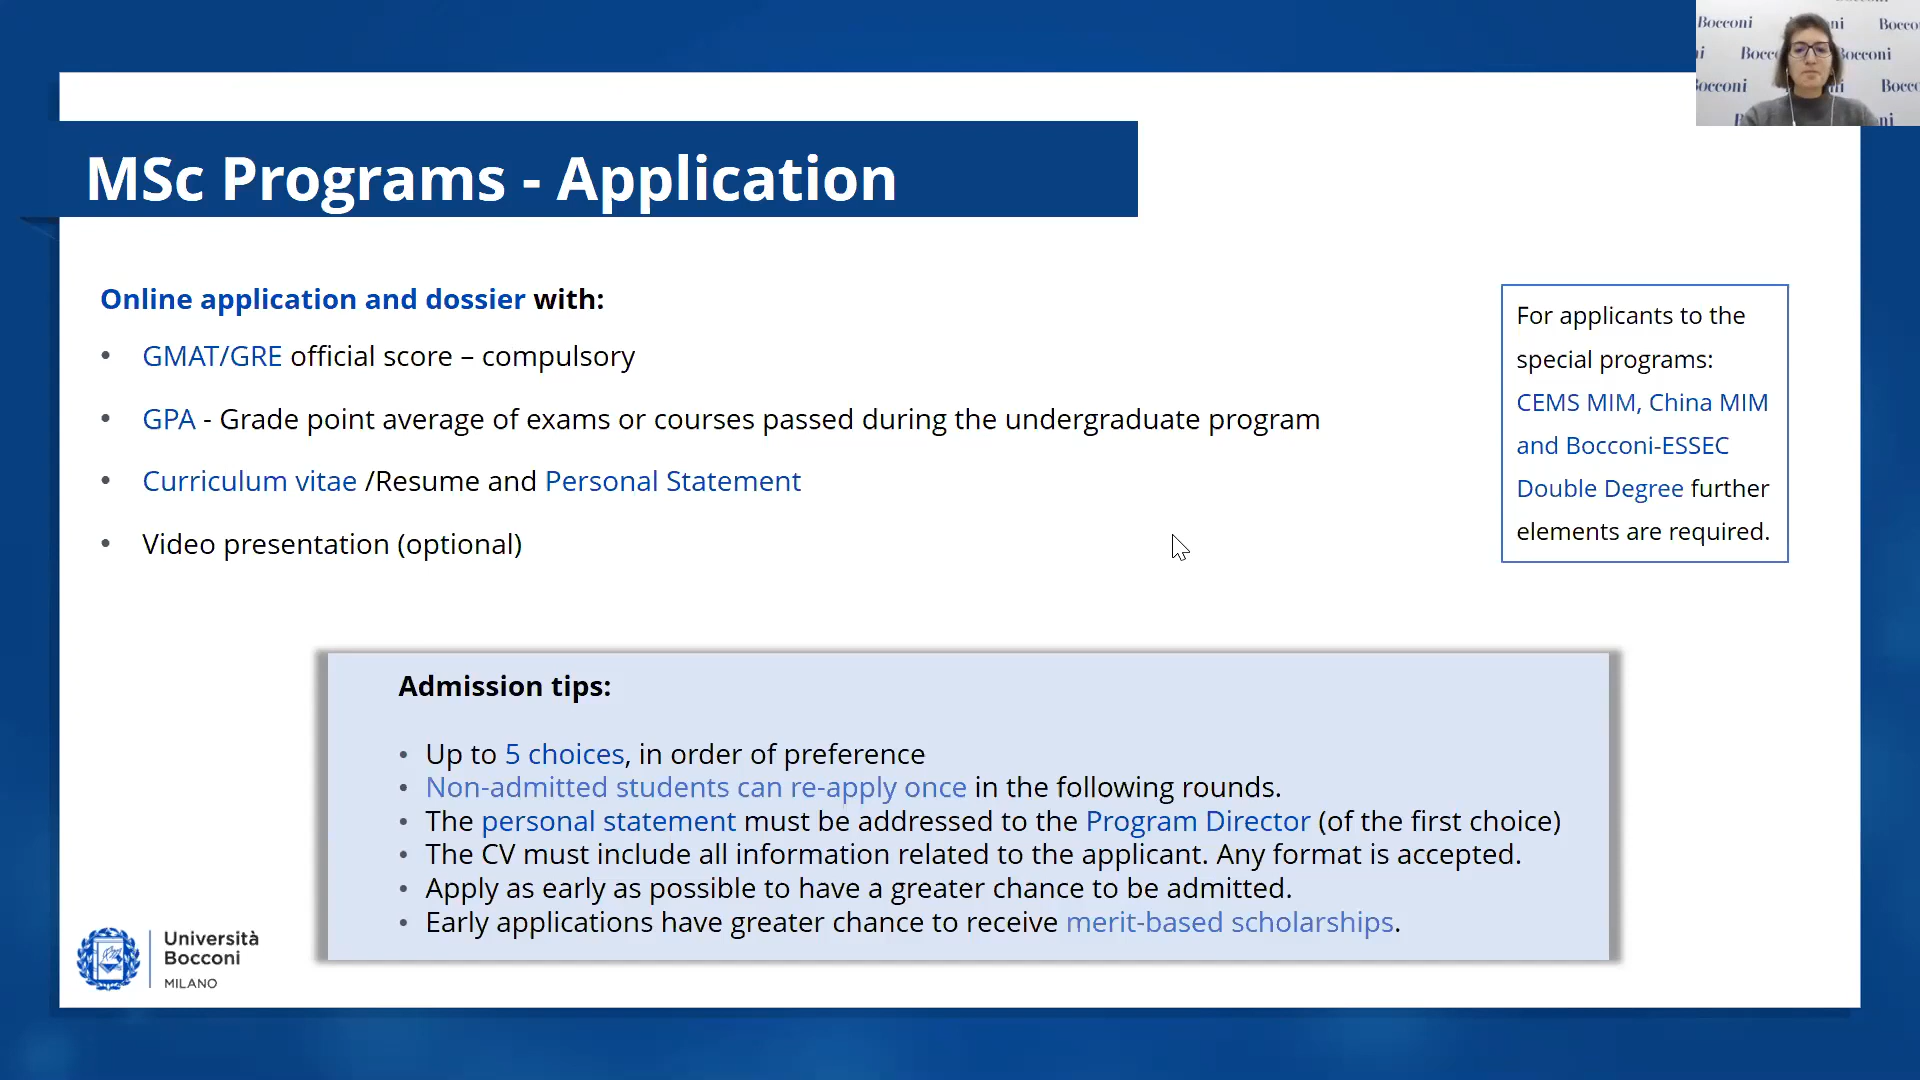 MSc Programs - Application
Online application and dossier with:
• GMAT/GRE official score – compulsory
• GPA - Grade point average of exams or courses passed during the undergraduate program
• Curriculum vitae /Resume and Personal Statement
• Video presentation (optional)
For applicants to the
special programs:
CEMS MIM, China MIM
and Bocconi-ESSEC
Double Degree further
elements are required.
Admission tips:
• Up to 5 choices, in order of preference
• Non-admitted students can re-apply once in the following rounds.
• The personal statement must be addressed to the Program Director (of the first choice)
• The CV must include all information related to the applicant. Any format is accepted.
• Apply as early as possible to have a greater chance to be admitted.
• Early applications have greater chance to receive merit-based scholarships.
Università
Bocconi
MILANO
Bocconi
Bocconi
Bocconi